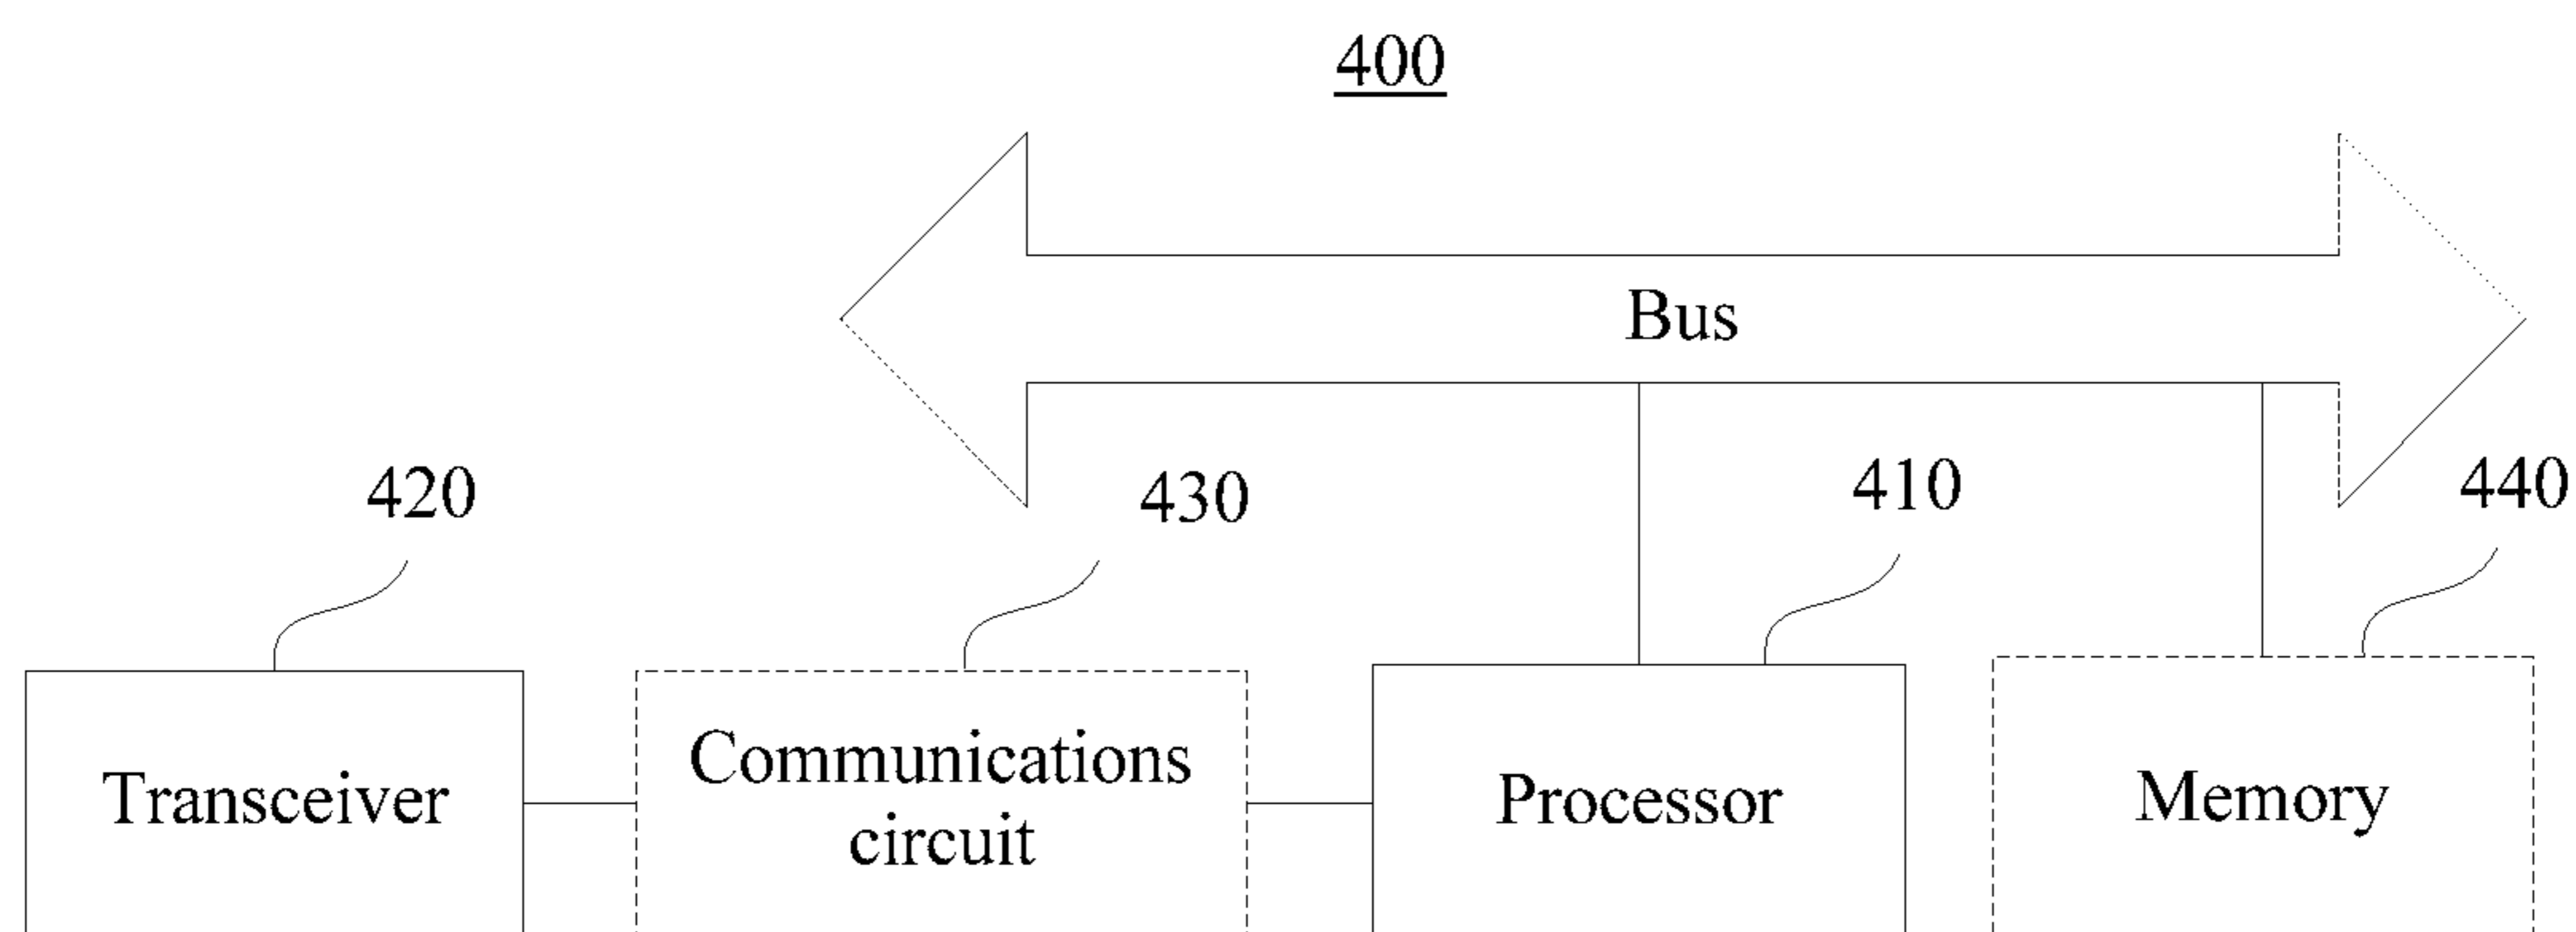 400
Bus
420
430
410
440
Transceiver
Communications
circuit
Processor
Memory